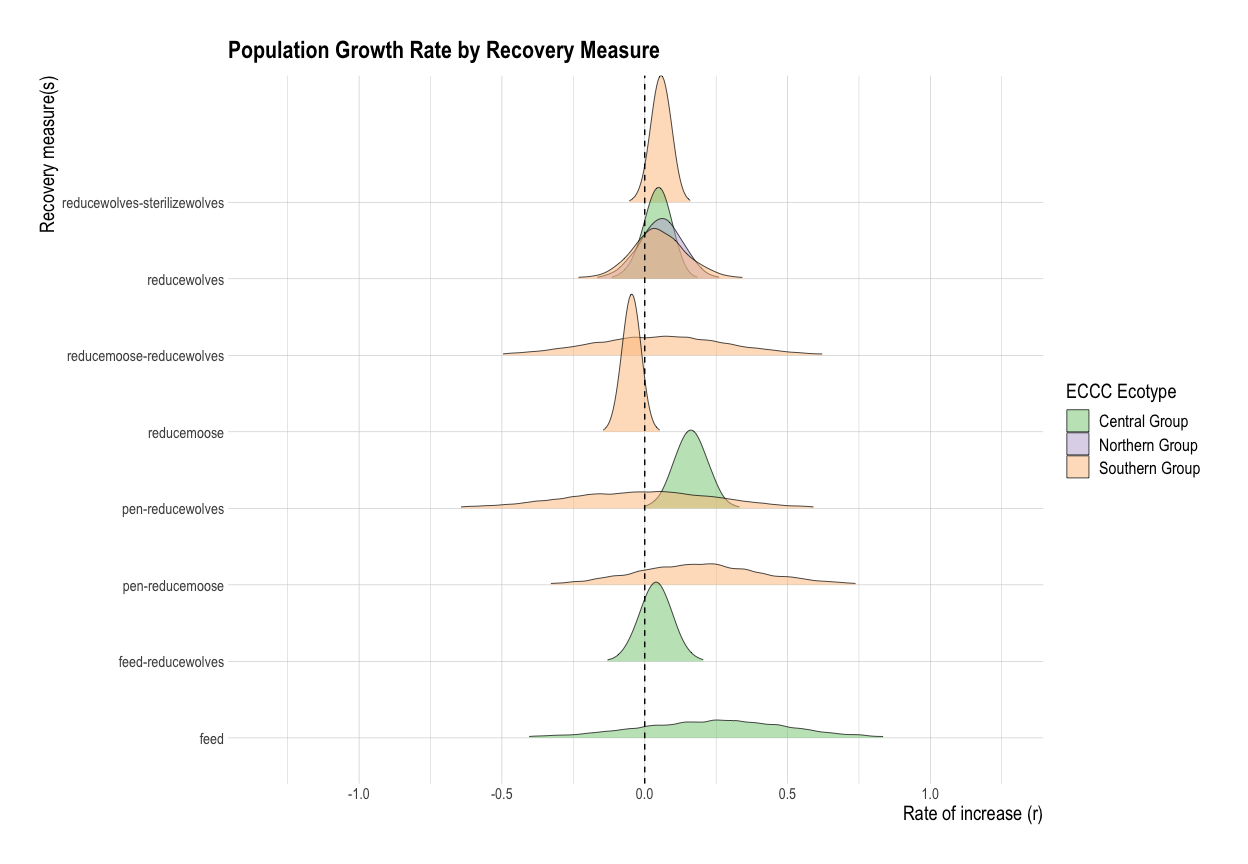 Population Growth Rate by Recovery Measure
Recovery measure(s)
reducewolves-sterilizewolves
reducewolves
reducemoose-reducewolves
reducemoose
pen-reducewolves
pen-reducemoose
feed-reducewolves
feed
-1.0
-0.5
0.0
0.5
1.0
Rate of increase (r)
ECCC Ecotype
Central Group
Northern Group
Southern Group